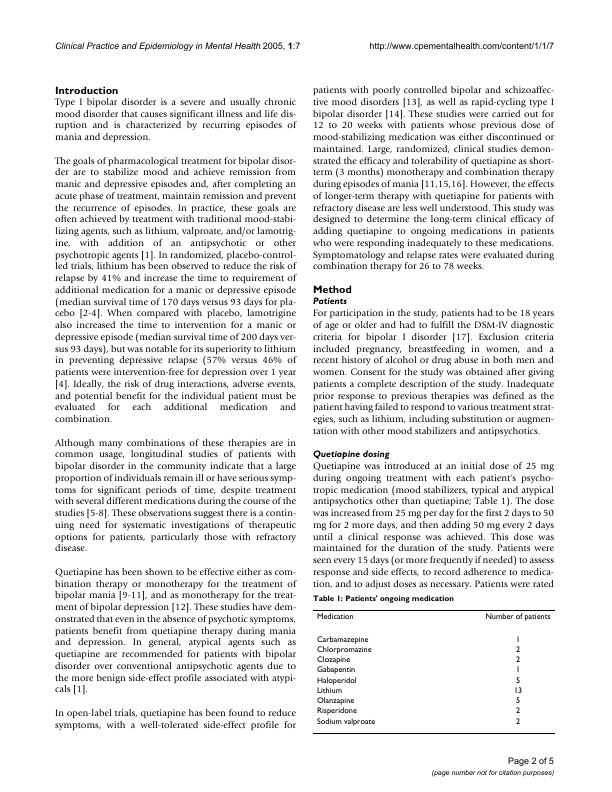 Clinical Practice and Epidemiology in Mental Health 2005, 1:7
http://www.cpementalhealth.com/content/1/1/7
Introduction
Type I bipolar disorder is a severe and usually chronic
mood disorder that causes significant illness and life dis-
ruption and is characterized by recurring episodes of
mania and depression.
The goals of pharmacological treatment for bipolar disor-
der are to stabilize mood and achieve remission from
manic and depressive episodes and, after completing an
acute phase of treatment, maintain remission and prevent
the recurrence of episodes. In practice, these goals are
often achieved by treatment with traditional mood-stabi-
lizing agents, such as lithium, valproate, and/or lamotrig-
ine, with addition of an antipsychotic or other
psychotropic agents [1]. In randomized, placebo-control-
led trials, lithium has been observed to reduce the risk of
relapse by 41% and increase the time to requirement of
additional medication for a manic or depressive episode
(median survival time of 170 days versus 93 days for pla-
cebo [2-4]. When compared with placebo, lamotrigine
also increased the time to intervention for a manic or
depressive episode (median survival time of 200 days ver-
sus 93 days), but was notable for its superiority to lithium
in preventing depressive relapse (57% versus 46% of
patients were intervention-free for depression over 1 year
[4]. Ideally, the risk of drug interactions, adverse events,
and potential benefit for the individual patient must be
evaluated for each additional medication and
combination.
Although many combinations of these therapies are in
common usage, longitudinal studies of patients with
bipolar disorder in the community indicate that a large
proportion of individuals remain ill or have serious symp-
toms for significant periods of time, despite treatment
with several different medications during the course of the
studies [5-8]. These observations suggest there is a contin-
uing need for systematic investigations of therapeutic
options for patients, particularly those with refractory
disease.
Quetiapine has been shown to be effective either as com-
bination therapy or monotherapy for the treatment of
bipolar mania [9-11], and as monotherapy for the treat-
ment of bipolar depression [12]. These studies have dem-
onstrated that even in the absence of psychotic symptoms,
patients benefit from quetiapine therapy during mania
and depression. In general, atypical agents such as
quetiapine are recommended for patients with bipolar
disorder over conventional antipsychotic agents due to
the more benign side-effect profile associated with atypi-
cals [1].
In open-label trials, quetiapine has been found to reduce
symptoms, with a well-tolerated side-effect profile for
patients with poorly controlled bipolar and schizoaffec-
tive mood disorders [13], as well as rapid-cycling type I
bipolar disorder [14]. These studies were carried out for
12 to 20 weeks with patients whose previous dose of
mood-stabilizing medication was either discontinued or
maintained. Large, randomized, clinical studies demon-
strated the efficacy and tolerability of quetiapine as short-
term (3 months) monotherapy and combination therapy
during episodes of mania [11,15,16]. However, the effects
of longer-term therapy with quetiapine for patients with
refractory disease are less well understood. This study was
designed to determine the long-term clinical efficacy of
adding quetiapine to ongoing medications in patients
who were responding inadequately to these medications.
Symptomatology and relapse rates were evaluated during
combination therapy for 26 to 78 weeks.
Method
Patients
For participation in the study, patients had to be 18 years
of age or older and had to fulfill the DSM-IV diagnostic
criteria for bipolar I disorder [17]. Exclusion criteria
included pregnancy, breastfeeding in women, and a
recent history of alcohol or drug abuse in both men and
women. Consent for the study was obtained after giving
patients a complete description of the study. Inadequate
prior response to previous therapies was defined as the
patient having failed to respond to various treatment strat-
egies, such as lithium, including substitution or augmen-
tation with other mood stabilizers and antipsychotics.
Quetiapine dosing
Quetiapine was introduced at an initial dose of 25 mg
during ongoing treatment with each patient's psycho-
tropic medication (mood stabilizers, typical and atypical
antipsychotics other than quetiapine; Table 1). The dose
was increased from 25 mg per day for the first 2 days to 50
mg for 2 more days, and then adding 50 mg every 2 days
until a clinical response was achieved. This dose was
maintained for the duration of the study. Patients were
seen every 15 days (or more frequently if needed) to assess
response and side effects, to record adherence to medica-
tion, and to adjust doses as necessary. Patients were rated
Table 1: Patients' ongoing medication
Medication Number of patients
Carbamazepine 1
Chlorpromazine 2
Clozapine 2
Gabapentin 1
Haloperidol 5
Lithium 13
Olanzapine 5
Risperidone 2
Sodium valproate 2
Page 2 of 5
(page number not for citation purposes)